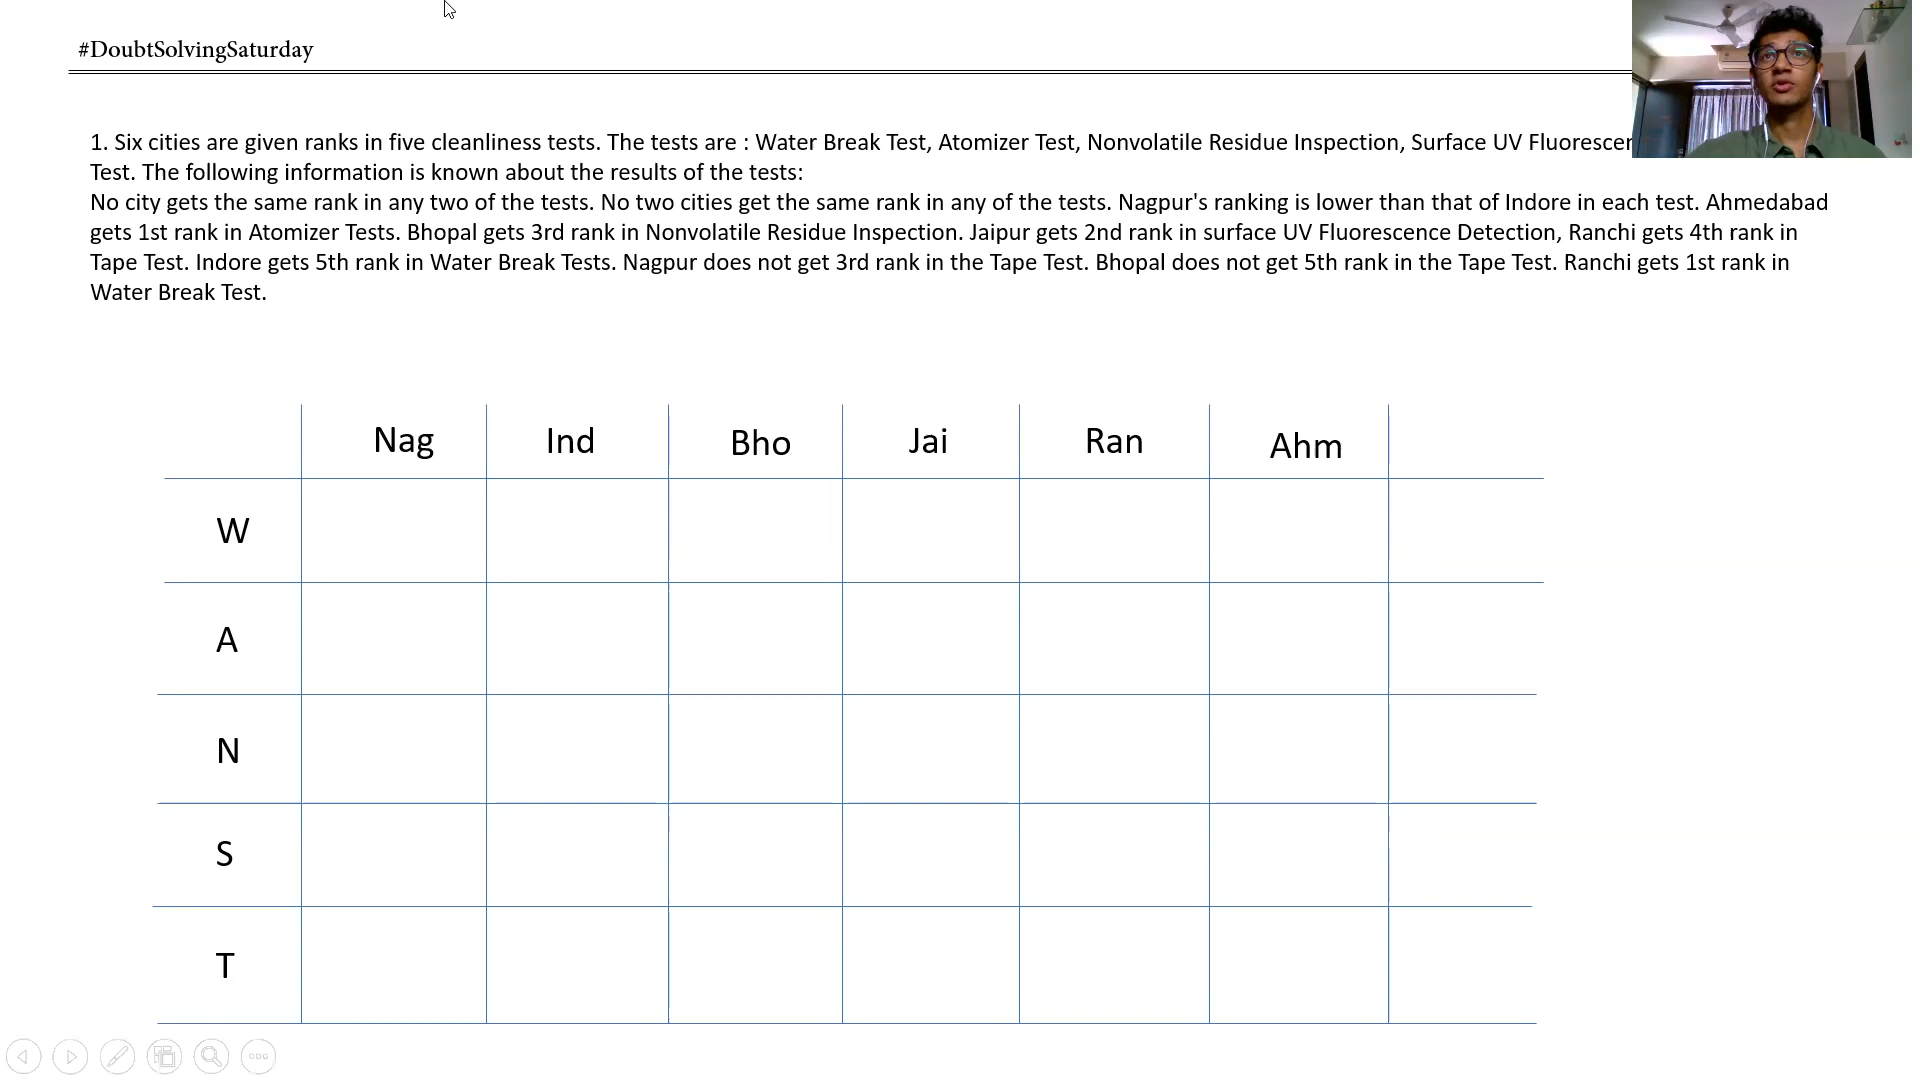 #DoubtSolvingSaturday
1. Six cities are given ranks in five cleanliness tests. The tests are : Water Break Test, Atomizer Test, Nonvolatile Residue Inspection, Surface UV
Test. The following information is known about the results of the tests:
No city gets the same rank in any two of the tests. No two cities get the same rank in any of the tests. Nagpur's ranking is lower than that of Indore in each test. Ahmedabad
gets 1st rank in Atomizer Tests. Bhopal gets 3rd rank in Nonvolatile Residue Inspection. Jaipur gets 2nd rank in surface UV Fluorescence Detection, Ranchi gets 4th rank in
Tape Test. Indore gets 5th rank in Water Break Tests. Nagpur does not get 3rd rank in the Tape Test. Bhopal does not get 5th rank in the Tape Test. Ranchi gets 1st rank in
Water Break Test.
Nag Ind Bho Jai Ran Ahm
W
A
N
S
T